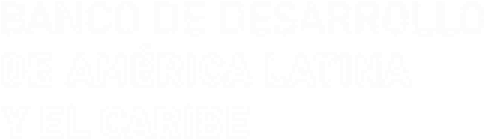 BANCO DE DESARROLLO
DE AMÉRICA LATINA
Y EL CARIBE